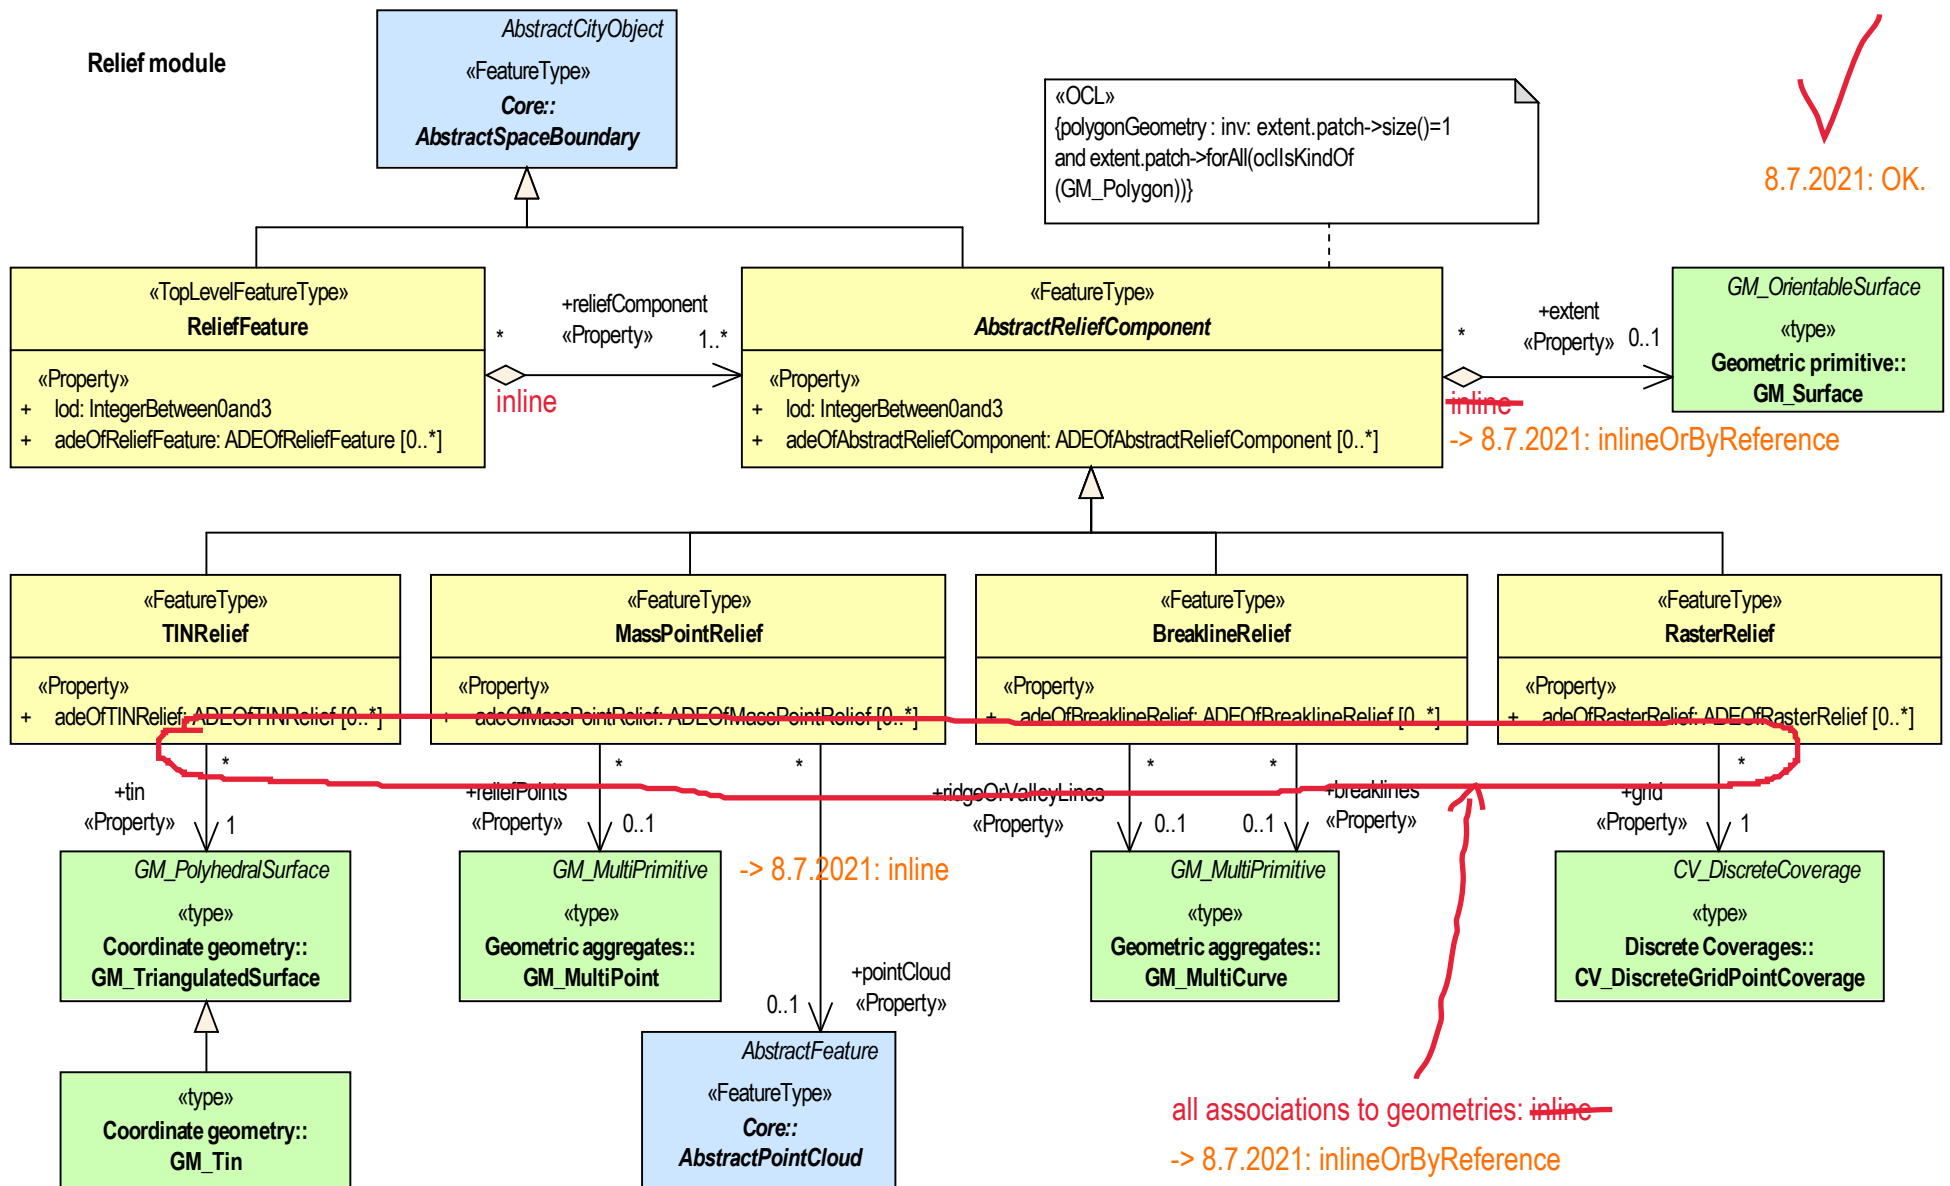 Relief module
AbstractCityObject
«FeatureType»
Core::
AbstractSpaceBoundary
«OCL»
{polygonGeometry : inv: extent.patch->size()=1
and extent.patch->forAll(oclIsKindOf
(GM_Polygon))}
8.7.2021: OK.
«TopLevelFeatureType»
ReliefFeature
«Property»
+ lod: IntegerBetween0and3
+ adeOfReliefFeature: ADEOfReliefFeature [0..*]
+reliefComponent
* «Property» 1..*
inline
«FeatureType»
AbstractReliefComponent
«Property»
+ lod: IntegerBetween0and3
+ adeOfAbstractReliefComponent: ADEOfAbstractReliefComponent [0..*]
+extent
* «Property» 0..1
inline
-> 8.7.2021: inlineOrByReference
GM_OrientableSurface
«type»
Geometric primitive::
GM_Surface
«FeatureType»
TINRelief
«Property»
+ adeOfTINRelief: ADEOfTINRelief [0..*]
«FeatureType»
MassPointRelief
«Property»
+ adeOfMassPointRelief: ADEOfMassPointRelief [0..*]
«FeatureType»
BreaklineRelief
«Property»
+ adeOfBreaklineRelief: ADEOfBreaklineRelief [0..*]
«FeatureType»
RasterRelief
«Property»
+ adeOfRasterRelief: ADEOfRasterRelief [0..*]
*
+tin
«Property» 1
*
+reliefPoints
«Property» 0..1
*
-> 8.7.2021: inline
+pointCloud
0..1 «Property»
*
+ridgeOrValleyLines
«Property» 0..1
*
+breaklines
0..1 «Property»
*
+grid
«Property» 1
GM_PolyhedralSurface
«type»
Coordinate geometry::
GM_TriangulatedSurface
GM_MultiPrimitive
«type»
Geometric aggregates::
GM_MultiPoint
GM_MultiPrimitive
«type»
Geometric aggregates::
GM_MultiCurve
CV_DiscreteCoverage
«type»
Discrete Coverages::
CV_DiscreteGridPointCoverage
«type»
Coordinate geometry::
GM_Tin
AbstractFeature
«FeatureType»
Core::
AbstractPointCloud
all associations to geometries: inline
-> 8.7.2021: inlineOrByReference